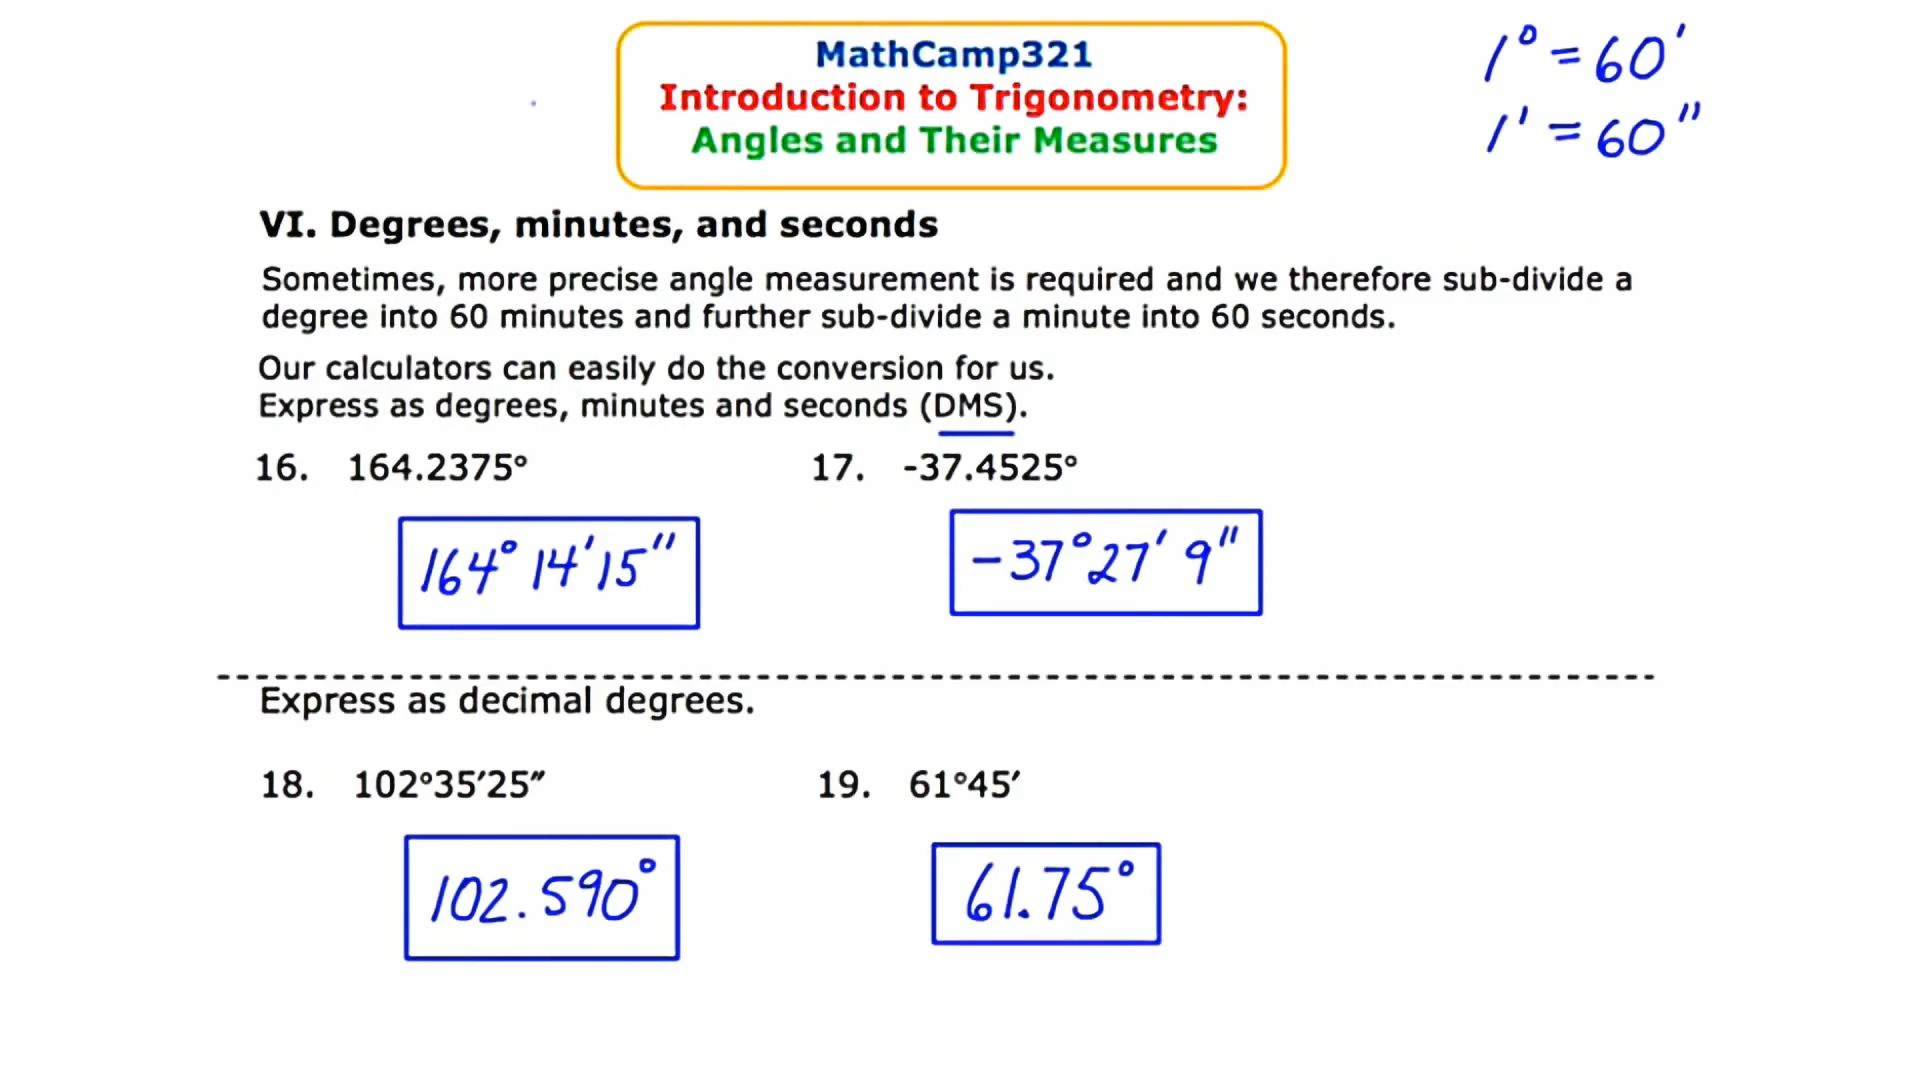 MathCamp321
Introduction to Trigonometry:
Angles and Their Measures
1° = 60'
1' = 60"
VI. Degrees, minutes, and seconds
Sometimes, more precise angle measurement is required and we therefore sub-divide a
degree into 60 minutes and further sub-divide a minute into 60 seconds.
Our calculators can easily do the conversion for us.
Express as degrees, minutes and seconds (DMS).
16. 164.2375° 17. -37.4525°
164° 14' 15" -37° 27' 9"
Express as decimal degrees.
18. 102°35′25″ 19. 61°45′
102.590° 61.75°